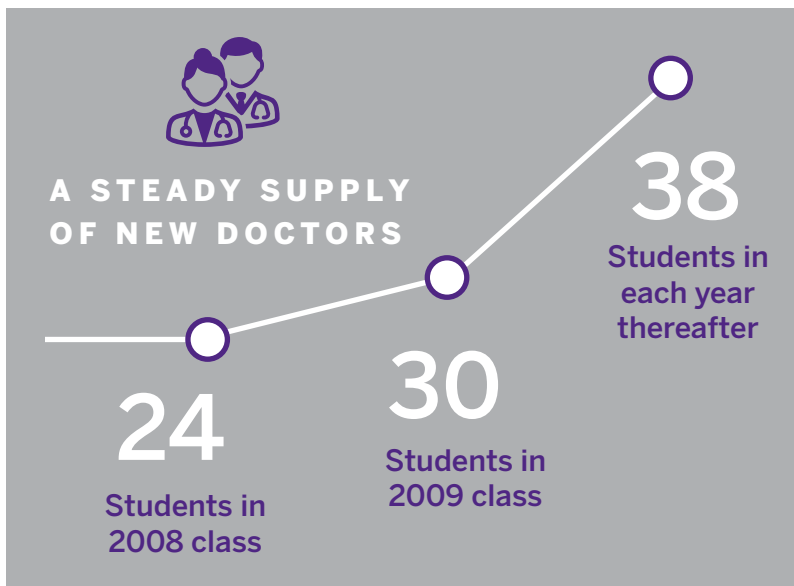 A STEADY SUPPLY
OF NEW DOCTORS
24
Students in
2008 class
30
Students in
2009 class
38
Students in
each year
thereafter